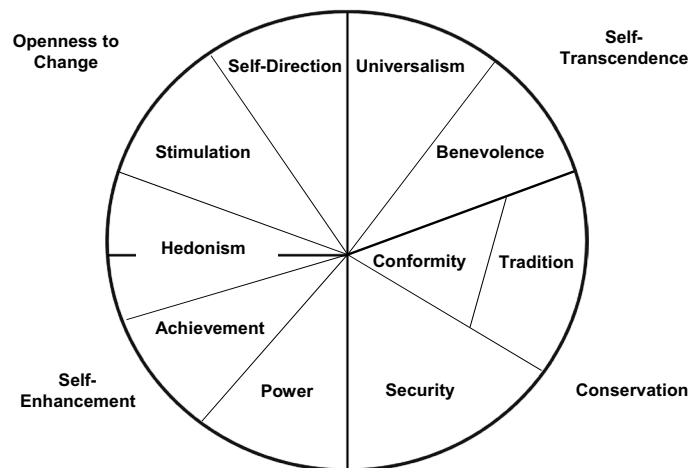 Openness to
Change
Self-
Transcendence
Self-Direction
Universalism
Stimulation
Benevolence
Hedonism
Conformity
Tradition
Achievement
Self-
Enhancement
Power
Security
Conservation